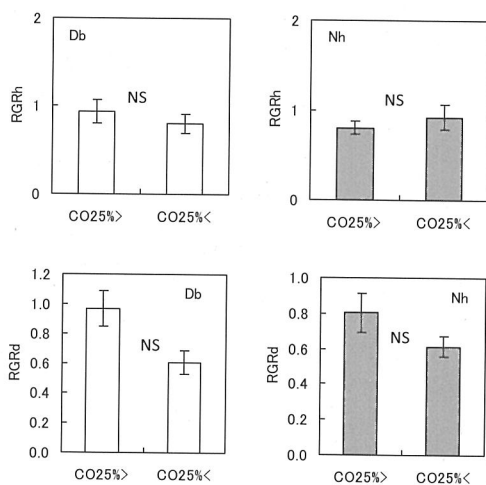 2
Db
NS
RGRh
1
0
CO25%> CO25%<
2
Nh
NS
RGRh
1
0
CO25%> CO25%<
1.2
Db
1.0
0.8
NS
RGRd
0.6
0.4
0.2
0.0
CO25%> CO25%<
1.0
Nh
0.8
NS
RGRd
0.6
0.4
0.2
0.0
CO25%> CO25%<